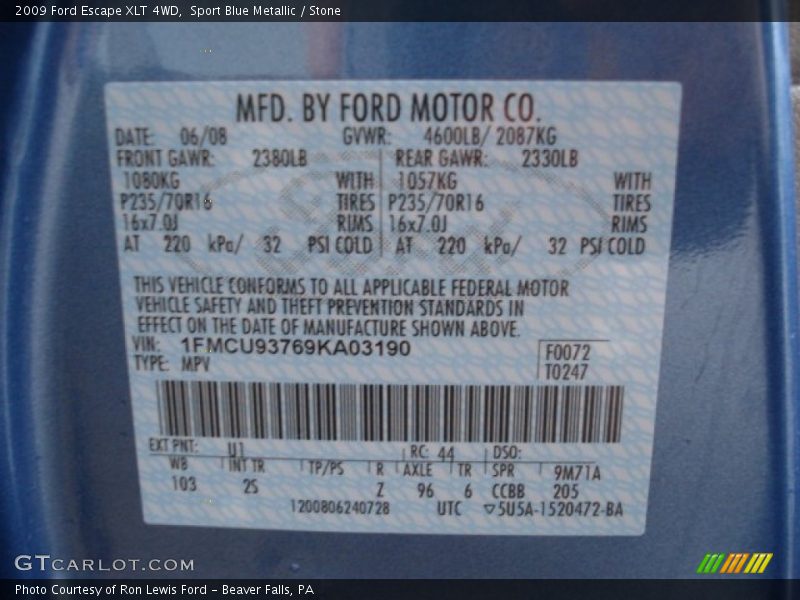 2009 Ford Escape XLT 4WD, Sport Blue Metallic / Stone
MFD. BY FORD MOTOR CO.
DATE: 06/08 GVWR: 4600LB/ 2087KG
FRONT GAWR: 2380LB REAR GAWR: 2330LB
1080KG WITH 1057KG WITH
P235/70R16 TIRES P235/70R16 TIRES
16x7.0J RIMS 16x7.0J RIMS
AT 220 kPa/ 32 PSI COLD AT 220 kPa/ 32 PSI COLD
THIS VEHICLE CONFORMS TO ALL APPLICABLE FEDERAL MOTOR
VEHICLE SAFETY AND THEFT PREVENTION STANDARDS IN
EFFECT ON THE DATE OF MANUFACTURE SHOWN ABOVE.
VIN: 1FMCU93769KA03190 F0072
TYPE: MPV T0247
EXT PNT: U1 RC: 44 DSO:
WB INT TR TP/PS R AXLE TR SPR 9M71A
103 2S Z 96 6 CCBB 205
1200806240728 UTC ▽5U5A-1520472-BA
GTCARLOT.COM
Photo Courtesy of Ron Lewis Ford - Beaver Falls, PA